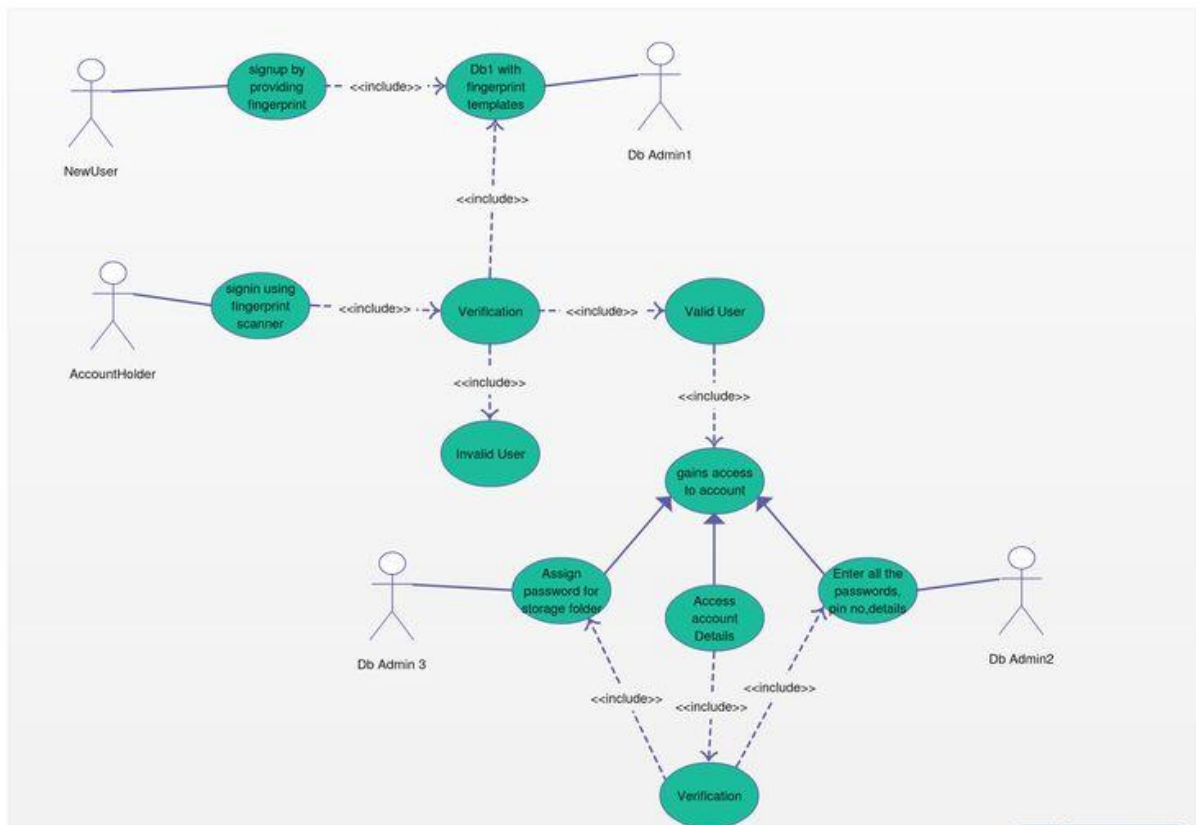 signup by
providing
fingerprint
<<include>>
Db1 with
fingerprint
templates
NewUser
Db Admin1
<<include>>
signin using
fingerprint
scanner
<<include>>
Verification
<<include>>
Valid User
AccountHolder
<<include>>
<<include>>
Invalid User
gains access
to account
Assign
password for
storage folder
Access
account
Details
Enter all the
passwords,
pin no,details
Db Admin 3
Db Admin2
<<include>>
<<include>>
<<include>>
Verification